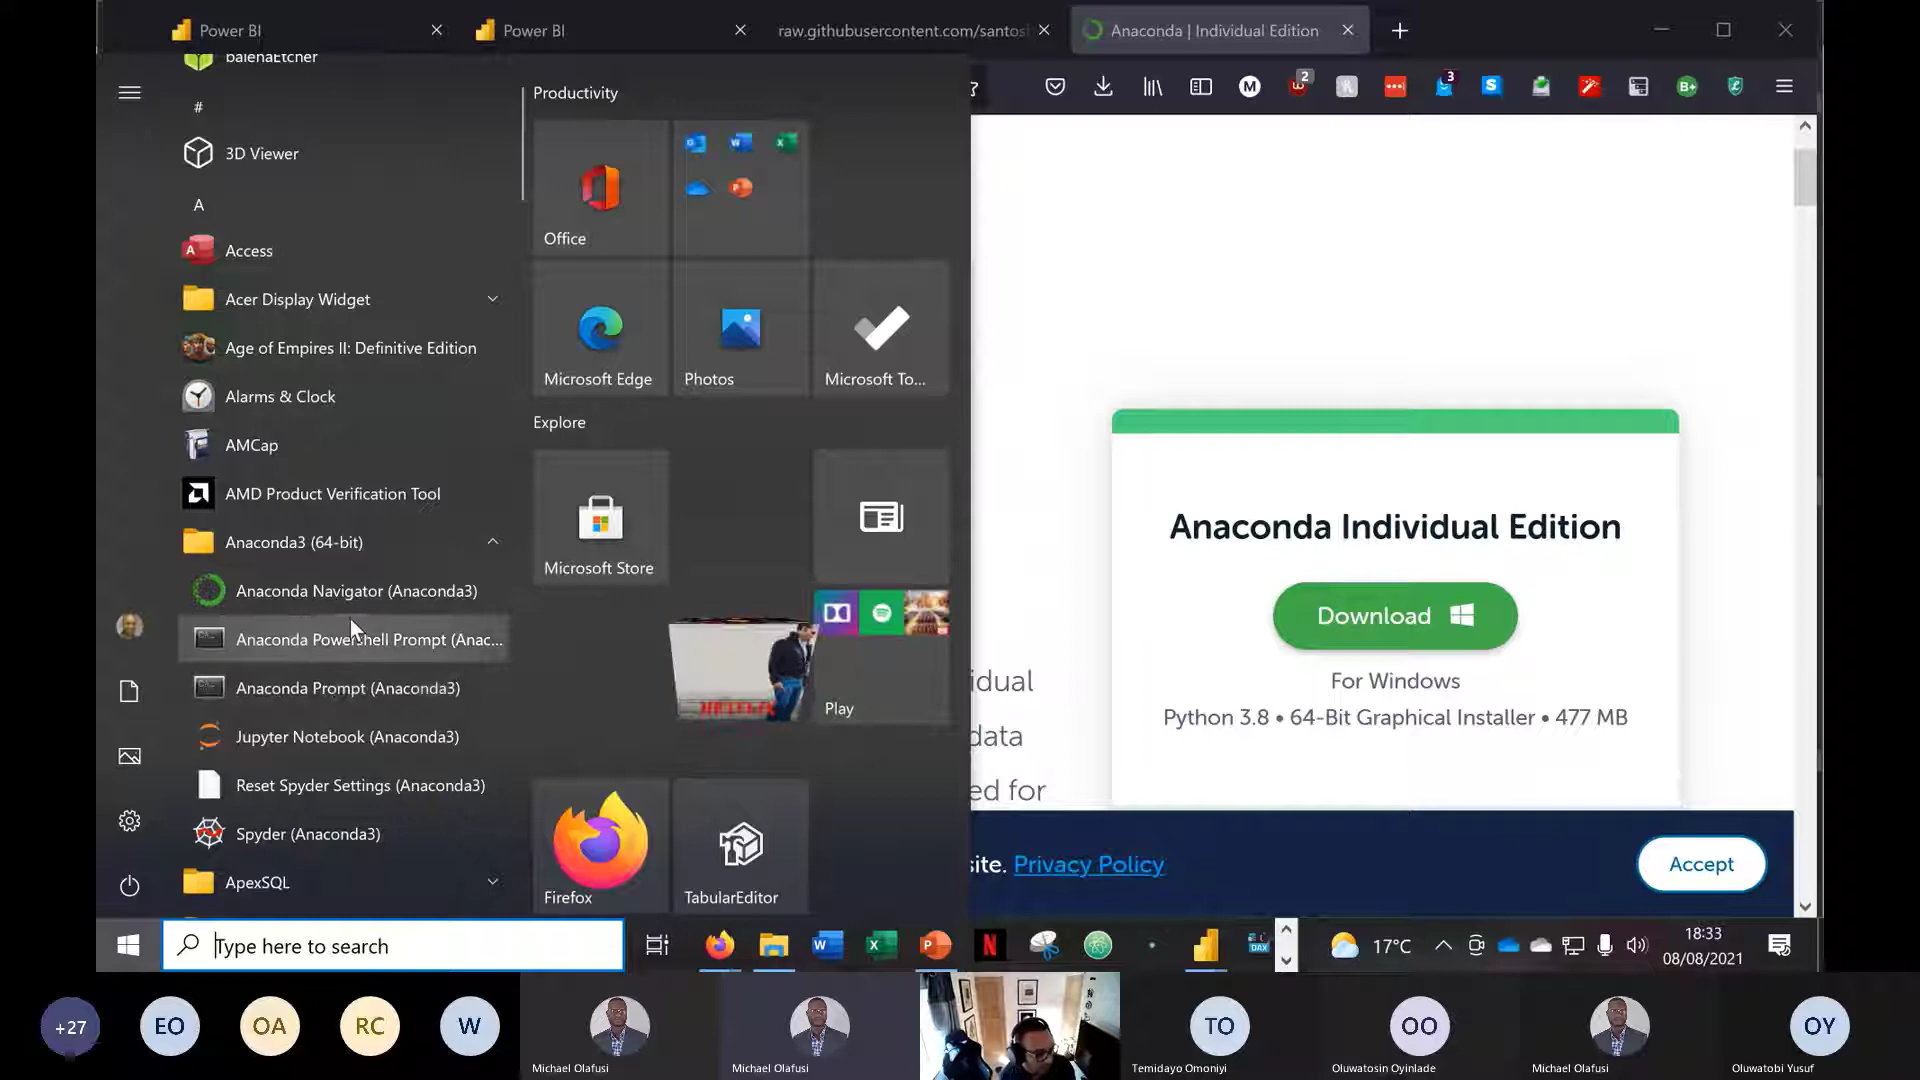 Power BI
Power BI
raw.githubusercontent.com/santosh
Anaconda | Individual Edition
2
3
M
S
B+
balenaEtcher
#
3D Viewer
A
Access
Acer Display Widget
Age of Empires II: Definitive Edition
Alarms & Clock
AMCap
AMD Product Verification Tool
Anaconda3 (64-bit)
Anaconda Navigator (Anaconda3)
Anaconda Powershell Prompt (Anac...
Anaconda Prompt (Anaconda3)
Jupyter Notebook (Anaconda3)
Reset Spyder Settings (Anaconda3)
Spyder (Anaconda3)
ApexSQL
Productivity
Office
Microsoft Edge
Photos
Microsoft To...
Explore
Microsoft Store
NETFLIX
Play
Firefox
TabularEditor
idual
data
ed for
Anaconda Individual Edition
Download
For Windows
Python 3.8 • 64-Bit Graphical Installer • 477 MB
site. Privacy Policy
Accept
Type here to search
DAX
17°C
18:33
08/08/2021
+27
EO
OA
RC
W
Michael Olafusi
Michael Olafusi
TO
Temidayo Omoniyi
OO
Oluwatosin Oyinlade
Michael Olafusi
OY
Oluwatobi Yusuf